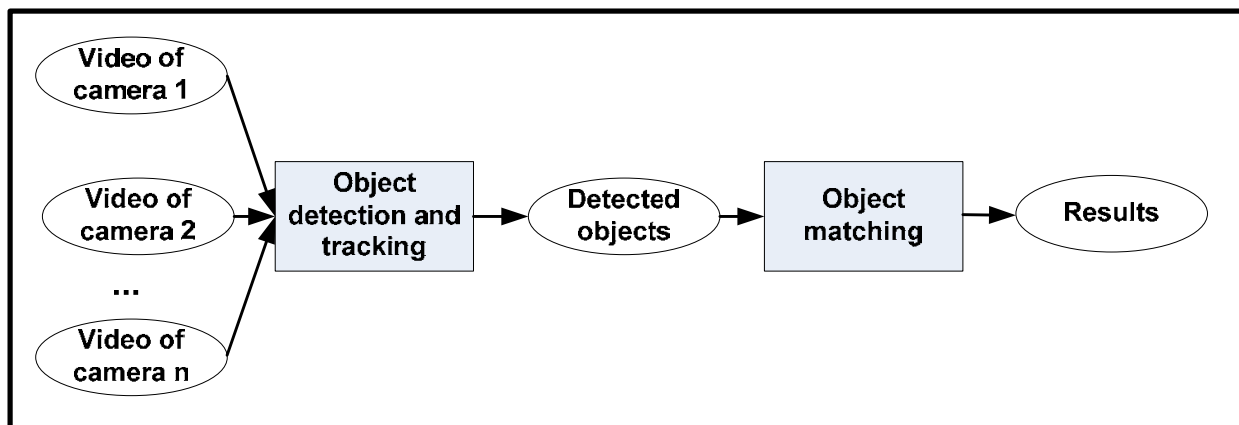 Video of
camera 1
Video of
camera 2
...
Video of
camera n
Object
detection and
tracking
Detected
objects
Object
matching
Results